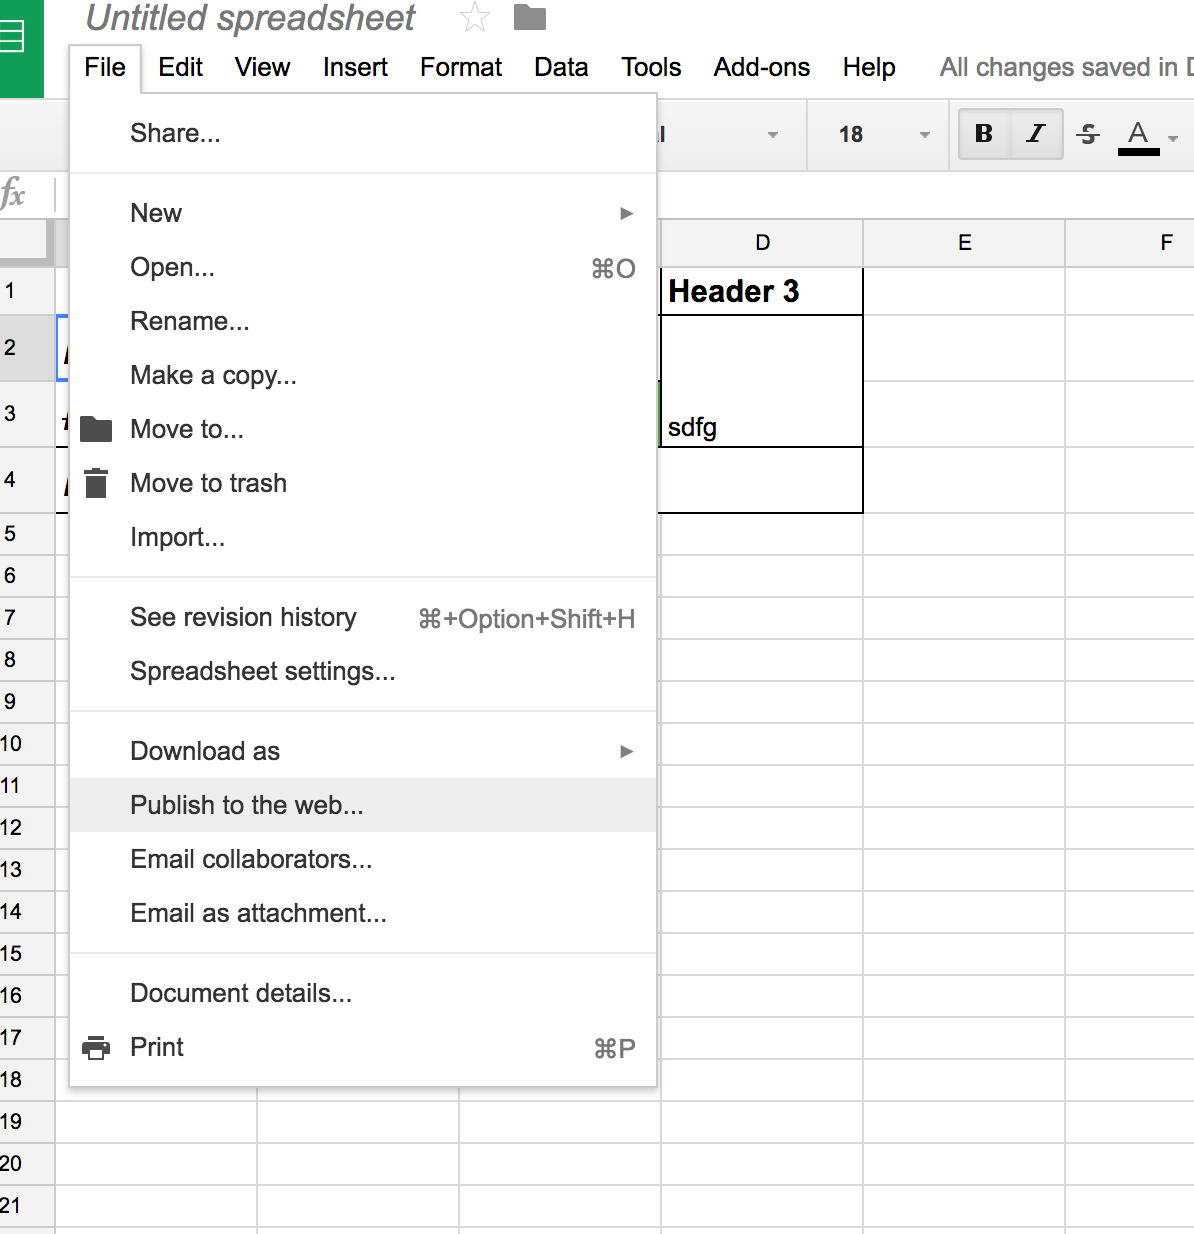 Untitled spreadsheet
File Edit View Insert Format Data Tools Add-ons Help All changes saved in
Share...
18 B I S A
fx
New ►
Open... ⌘O
Rename...
Make a copy...
Move to...
Move to trash
Import...
See revision history ⌘+Option+Shift+H
Spreadsheet settings...
Download as ►
Publish to the web...
Email collaborators...
Email as attachment...
Document details...
Print ⌘P
D E F
1 Header 3
2
3 sdfg
4
5
6
7
8
9
10
11
12
13
14
15
16
17
18
19
20
21